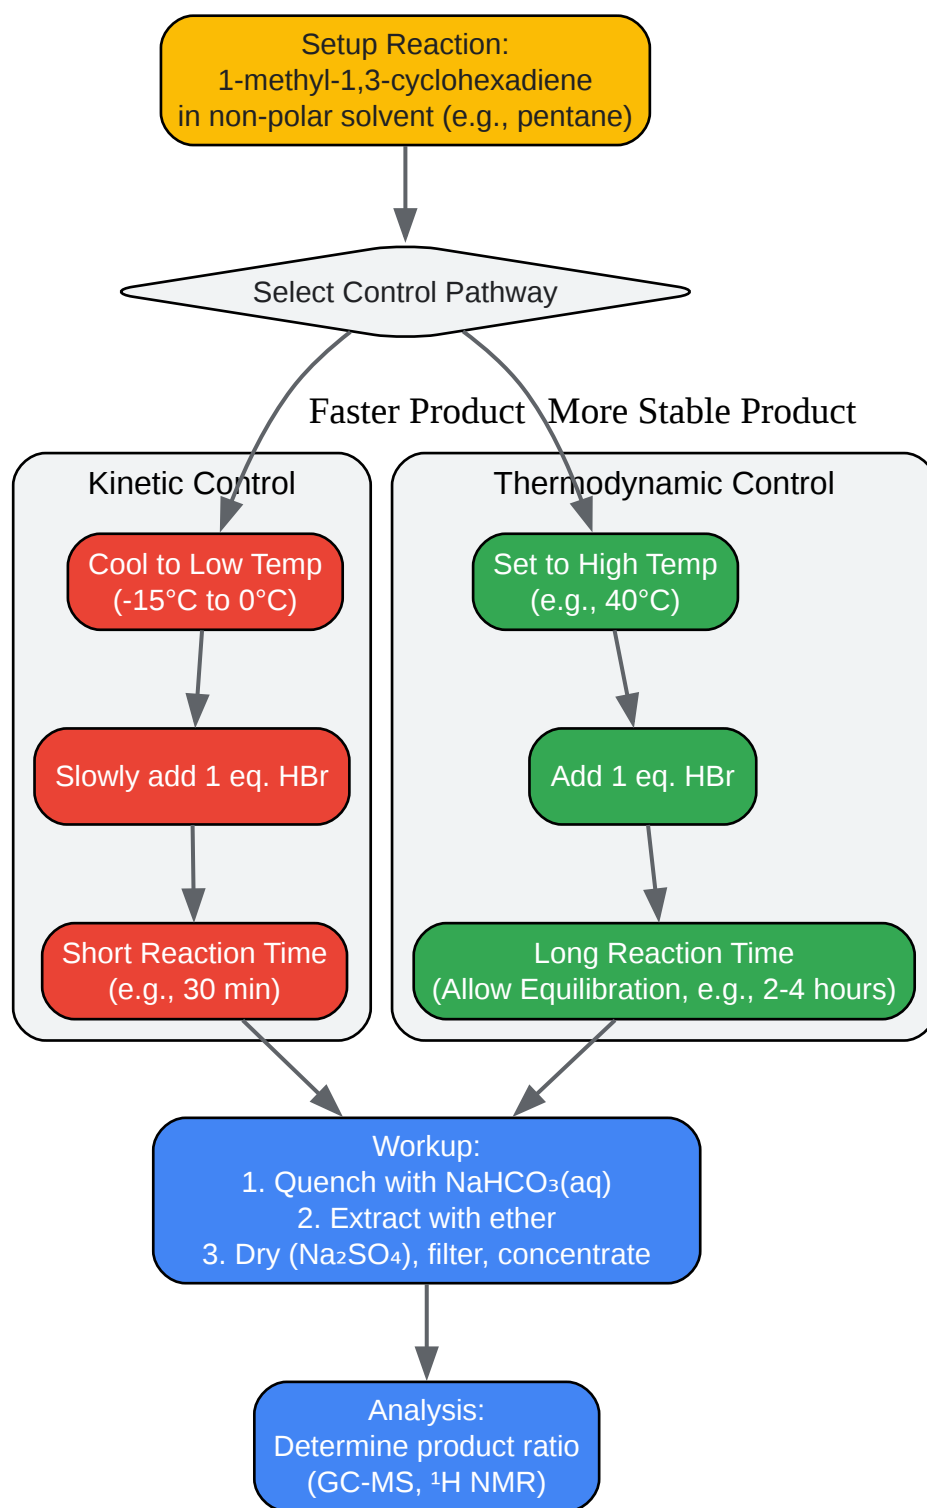 Setup Reaction:
1-methyl-1,3-cyclohexadiene
in non-polar solvent (e.g., pentane)
Select Control Pathway
Faster Product
More Stable Product
Kinetic Control
Cool to Low Temp
(-15°C to 0°C)
Slowly add 1 eq. HBr
Short Reaction Time
(e.g., 30 min)
Thermodynamic Control
Set to High Temp
(e.g., 40°C)
Add 1 eq. HBr
Long Reaction Time
(Allow Equilibration, e.g., 2-4 hours)
Workup:
1. Quench with NaHCO₃(aq)
2. Extract with ether
3. Dry (Na₂SO₄), filter, concentrate
Analysis:
Determine product ratio
(GC-MS, ¹H NMR)